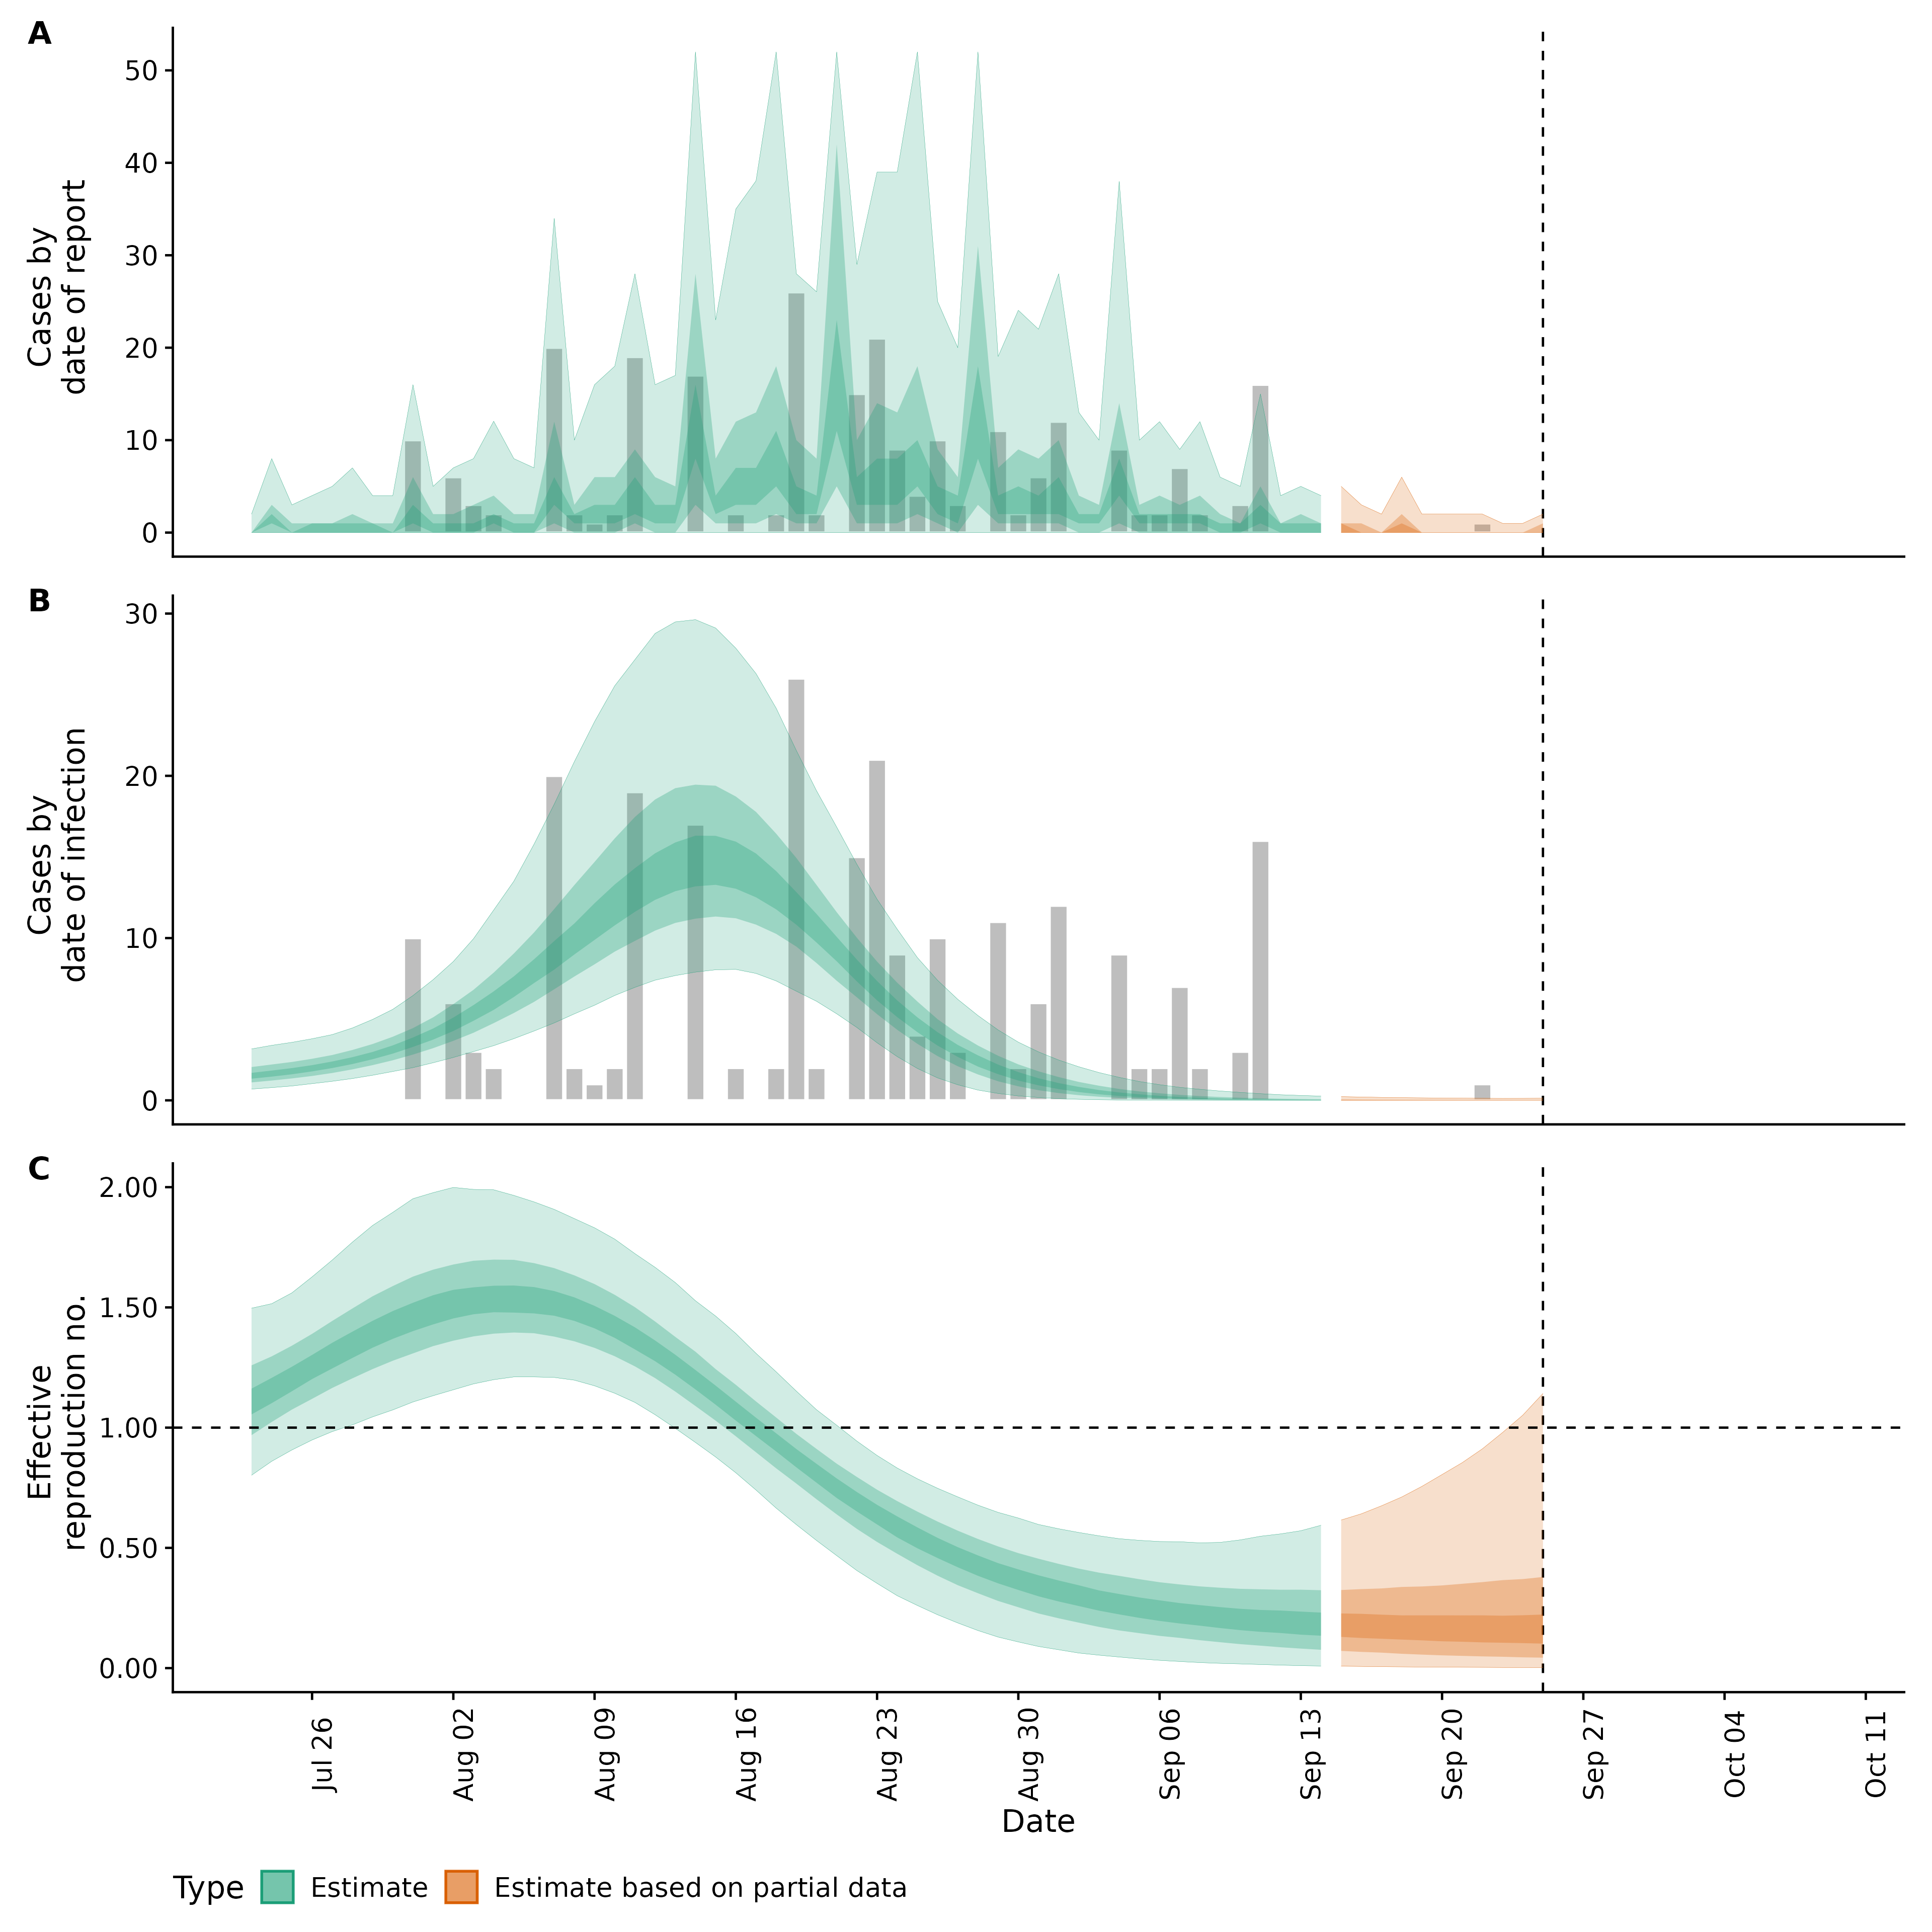 A
50
40
30
20
10
0
Cases by
date of report
B
30
20
10
0
Cases by
date of infection
C
2.00
1.50
1.00
0.50
0.00
Effective
reproduction no.
Jul 26
Aug 02
Aug 09
Aug 16
Aug 23
Aug 30
Sep 06
Sep 13
Sep 20
Sep 27
Oct 04
Oct 11
Date
Type
Estimate
Estimate based on partial data